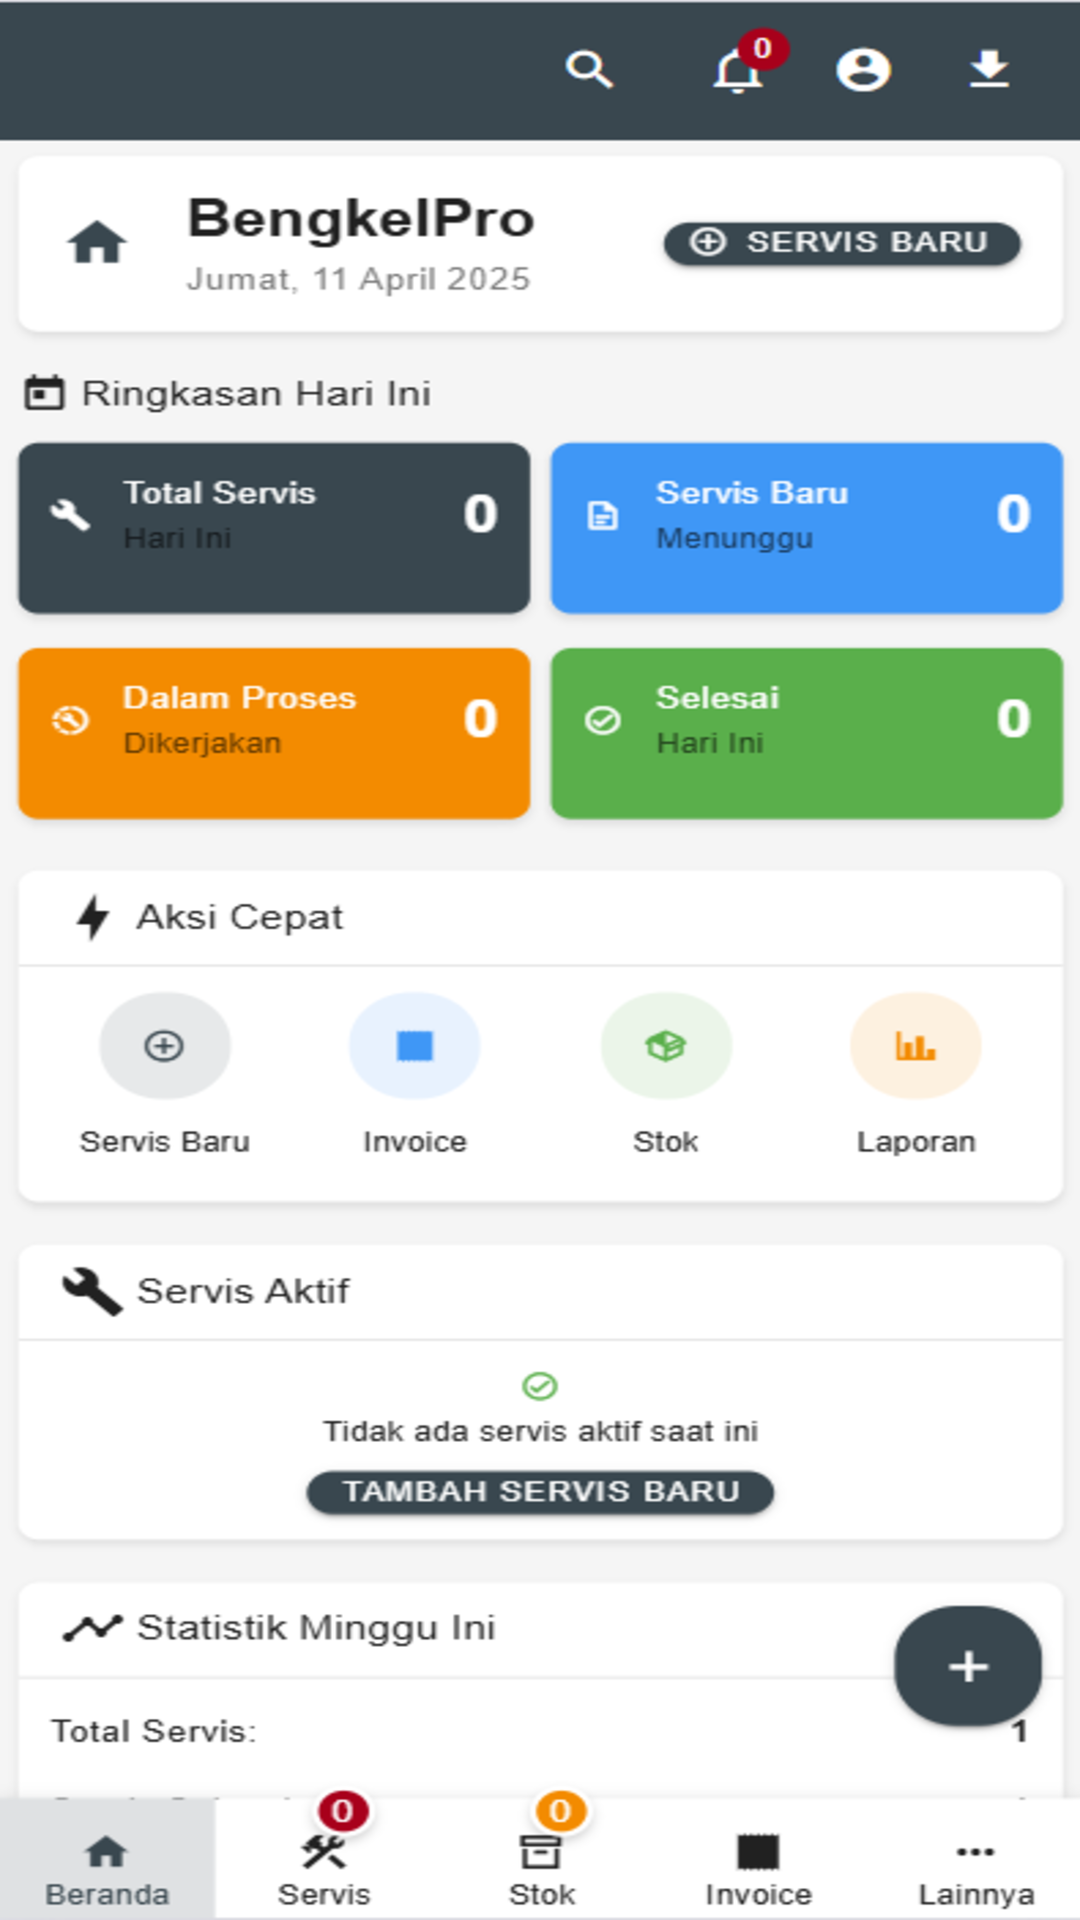 0
BengkelPro
Jumat, 11 April 2025
SERVIS BARU
Ringkasan Hari Ini
Total Servis
Hari Ini
0
Servis Baru
Menunggu
0
Dalam Proses
Dikerjakan
0
Selesai
Hari Ini
0
Aksi Cepat
Servis Baru
Invoice
Stok
Laporan
Servis Aktif
Tidak ada servis aktif saat ini
TAMBAH SERVIS BARU
Statistik Minggu Ini
+
Total Servis:
1
0
0
Beranda
Servis
Stok
Invoice
Lainnya